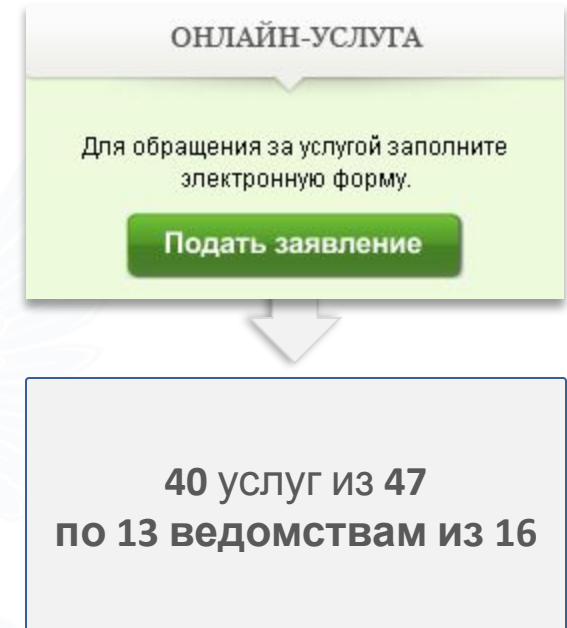 ОНЛАЙН-УСЛУГА
Для обращения за услугой заполните
электронную форму.
Подать заявление
40 услуг из 47
по 13 ведомствам из 16